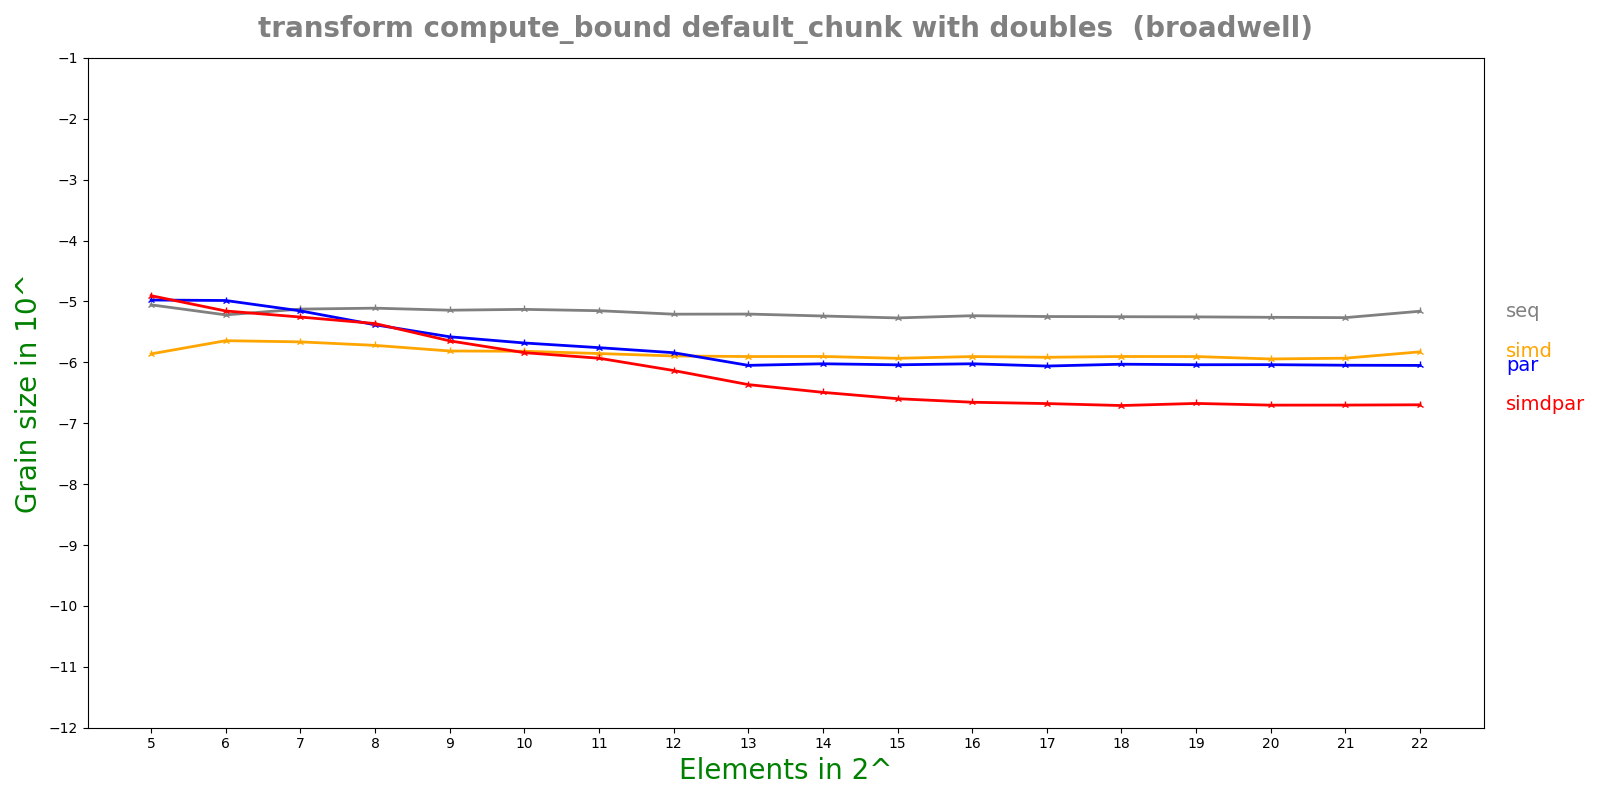 transform compute_bound default_chunk with doubles  (broadwell)
Grain size in 10^
−1
−2
−3
−4
−5
−6
−7
−8
−9
−10
−11
−12
seq
simd
par
simdpar
5 6 7 8 9 10 11 12 13 14 15 16 17 18 19 20 21 22
Elements in 2^